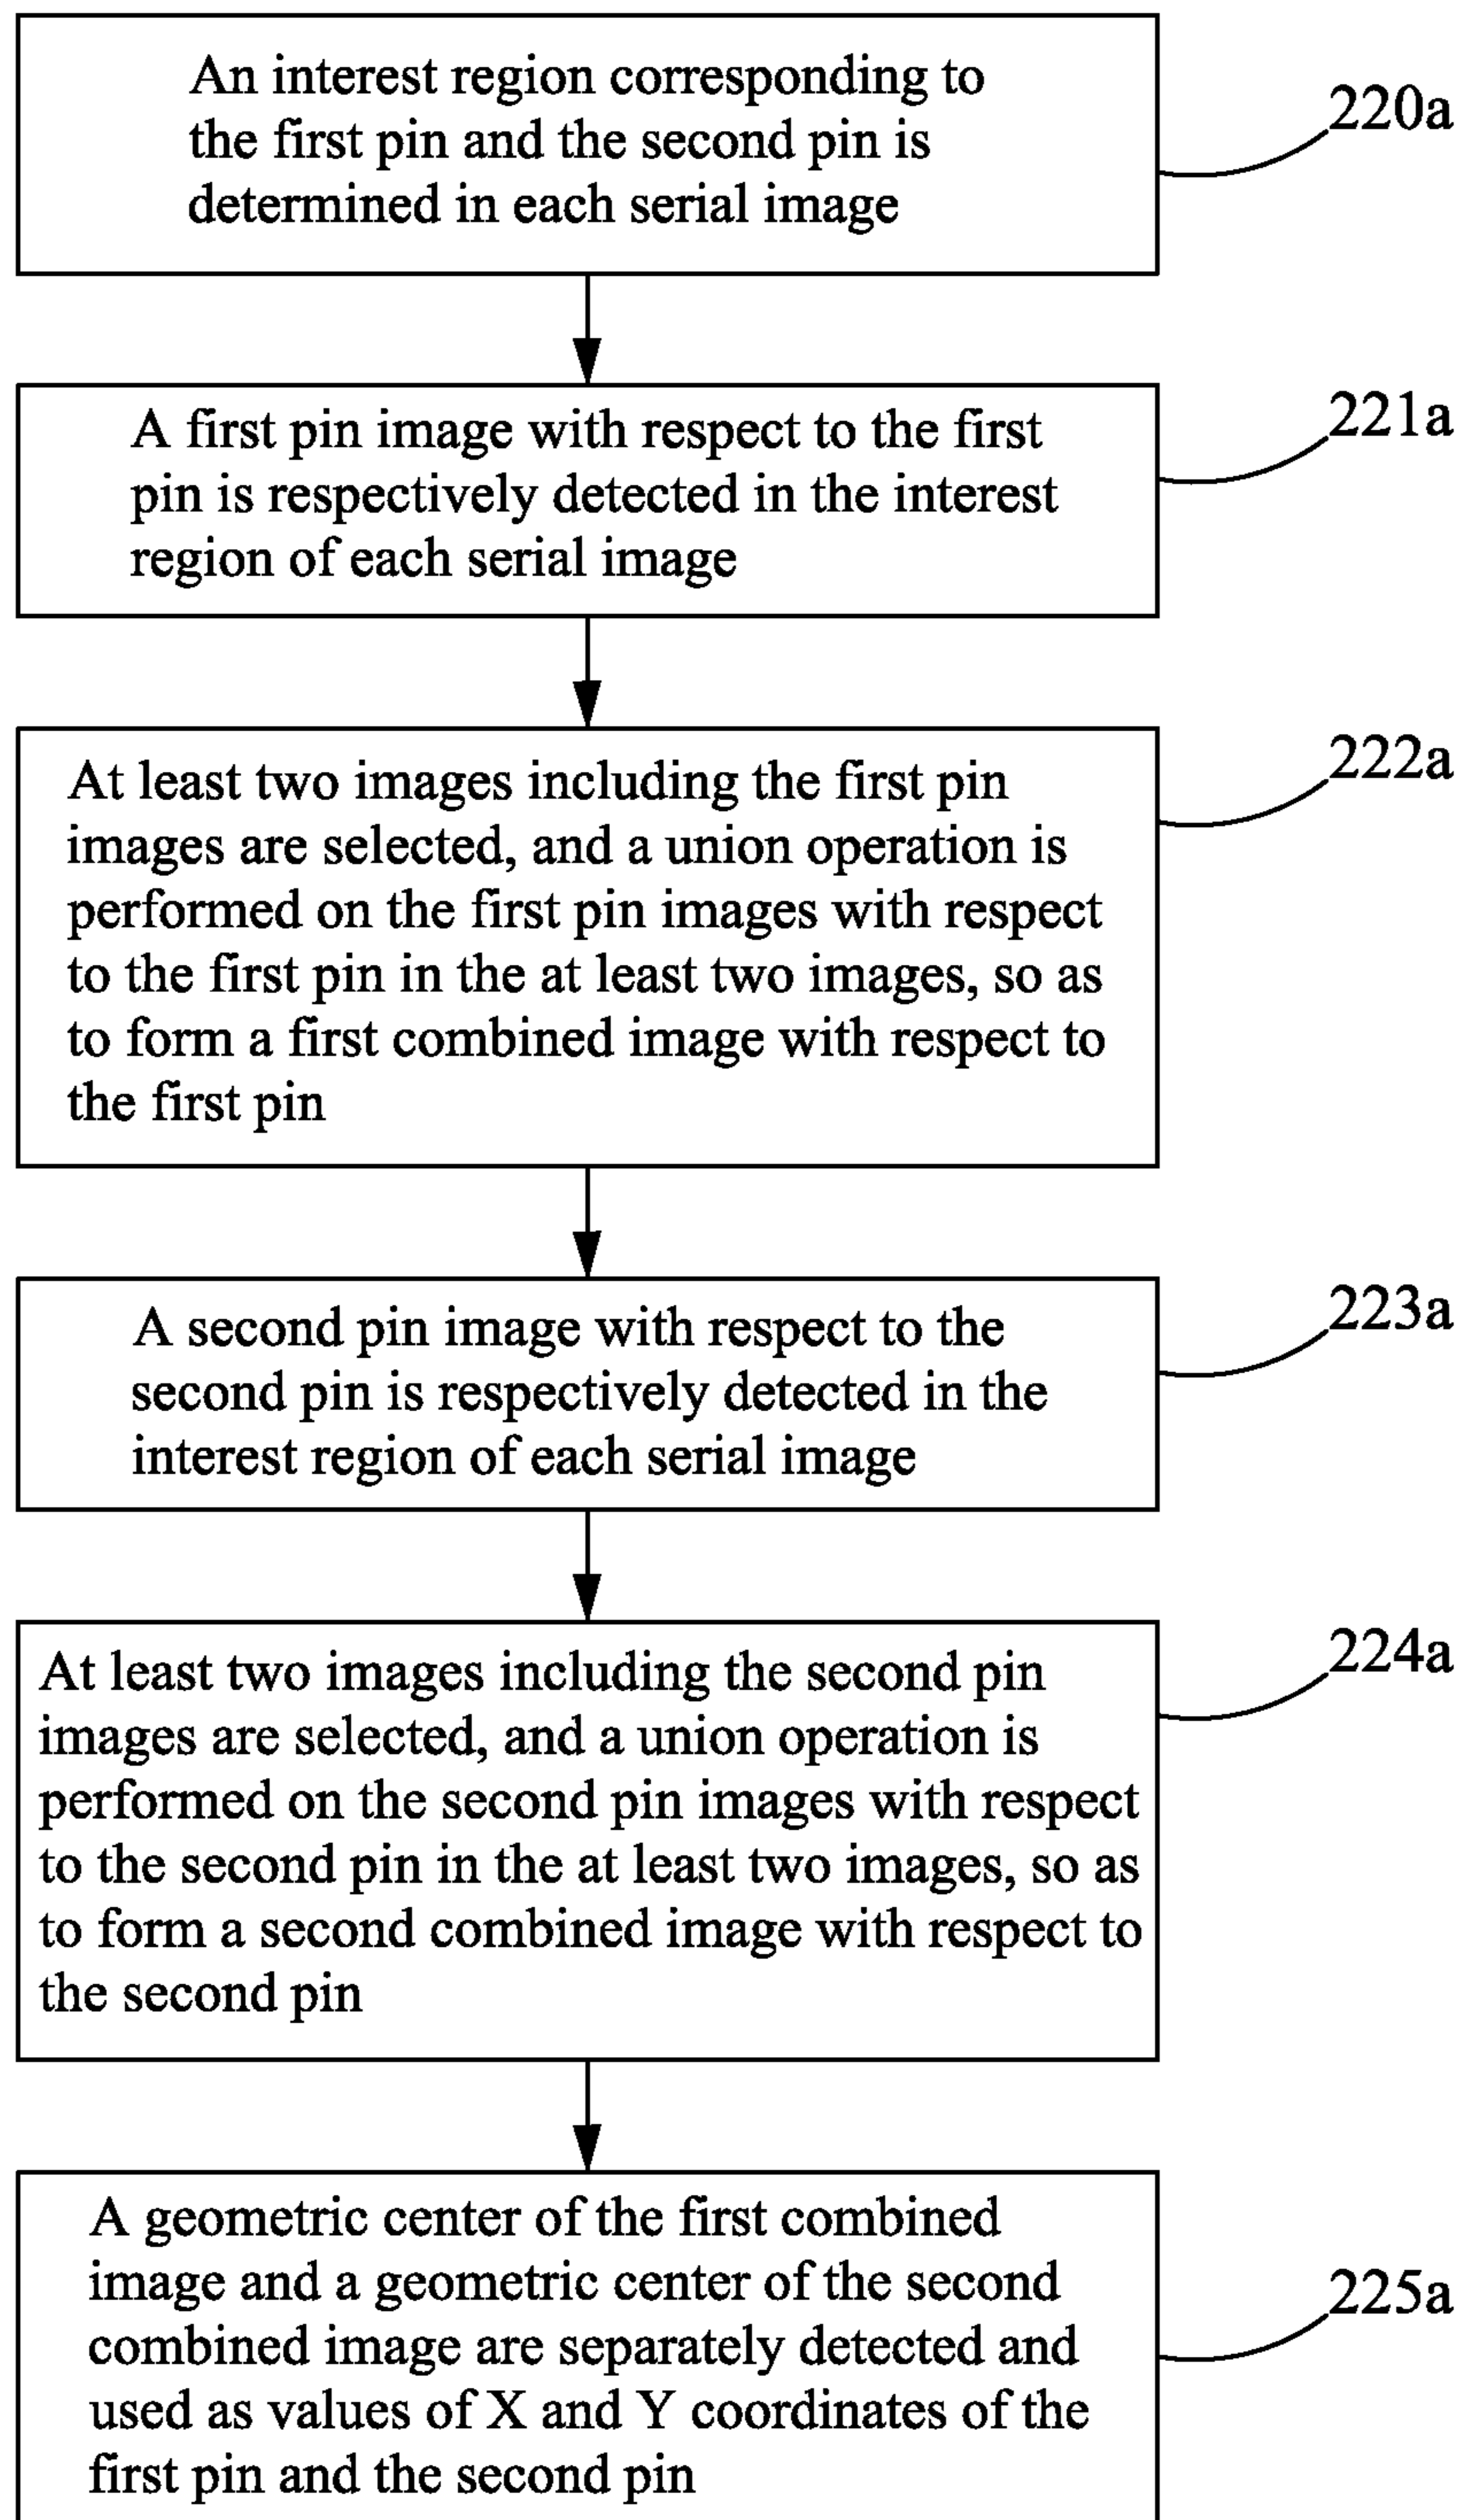 An interest region corresponding to
the first pin and the second pin is
determined in each serial image
220a
A first pin image with respect to the first
pin is respectively detected in the interest
region of each serial image
221a
At least two images including the first pin
images are selected, and a union operation is
performed on the first pin images with respect
to the first pin in the at least two images, so as
to form a first combined image with respect to
the first pin
222a
A second pin image with respect to the
second pin is respectively detected in the
interest region of each serial image
223a
At least two images including the second pin
images are selected, and a union operation is
performed on the second pin images with respect
to the second pin in the at least two images, so as
to form a second combined image with respect to
the second pin
224a
A geometric center of the first combined
image and a geometric center of the second
combined image are separately detected and
used as values of X and Y coordinates of the
first pin and the second pin
225a